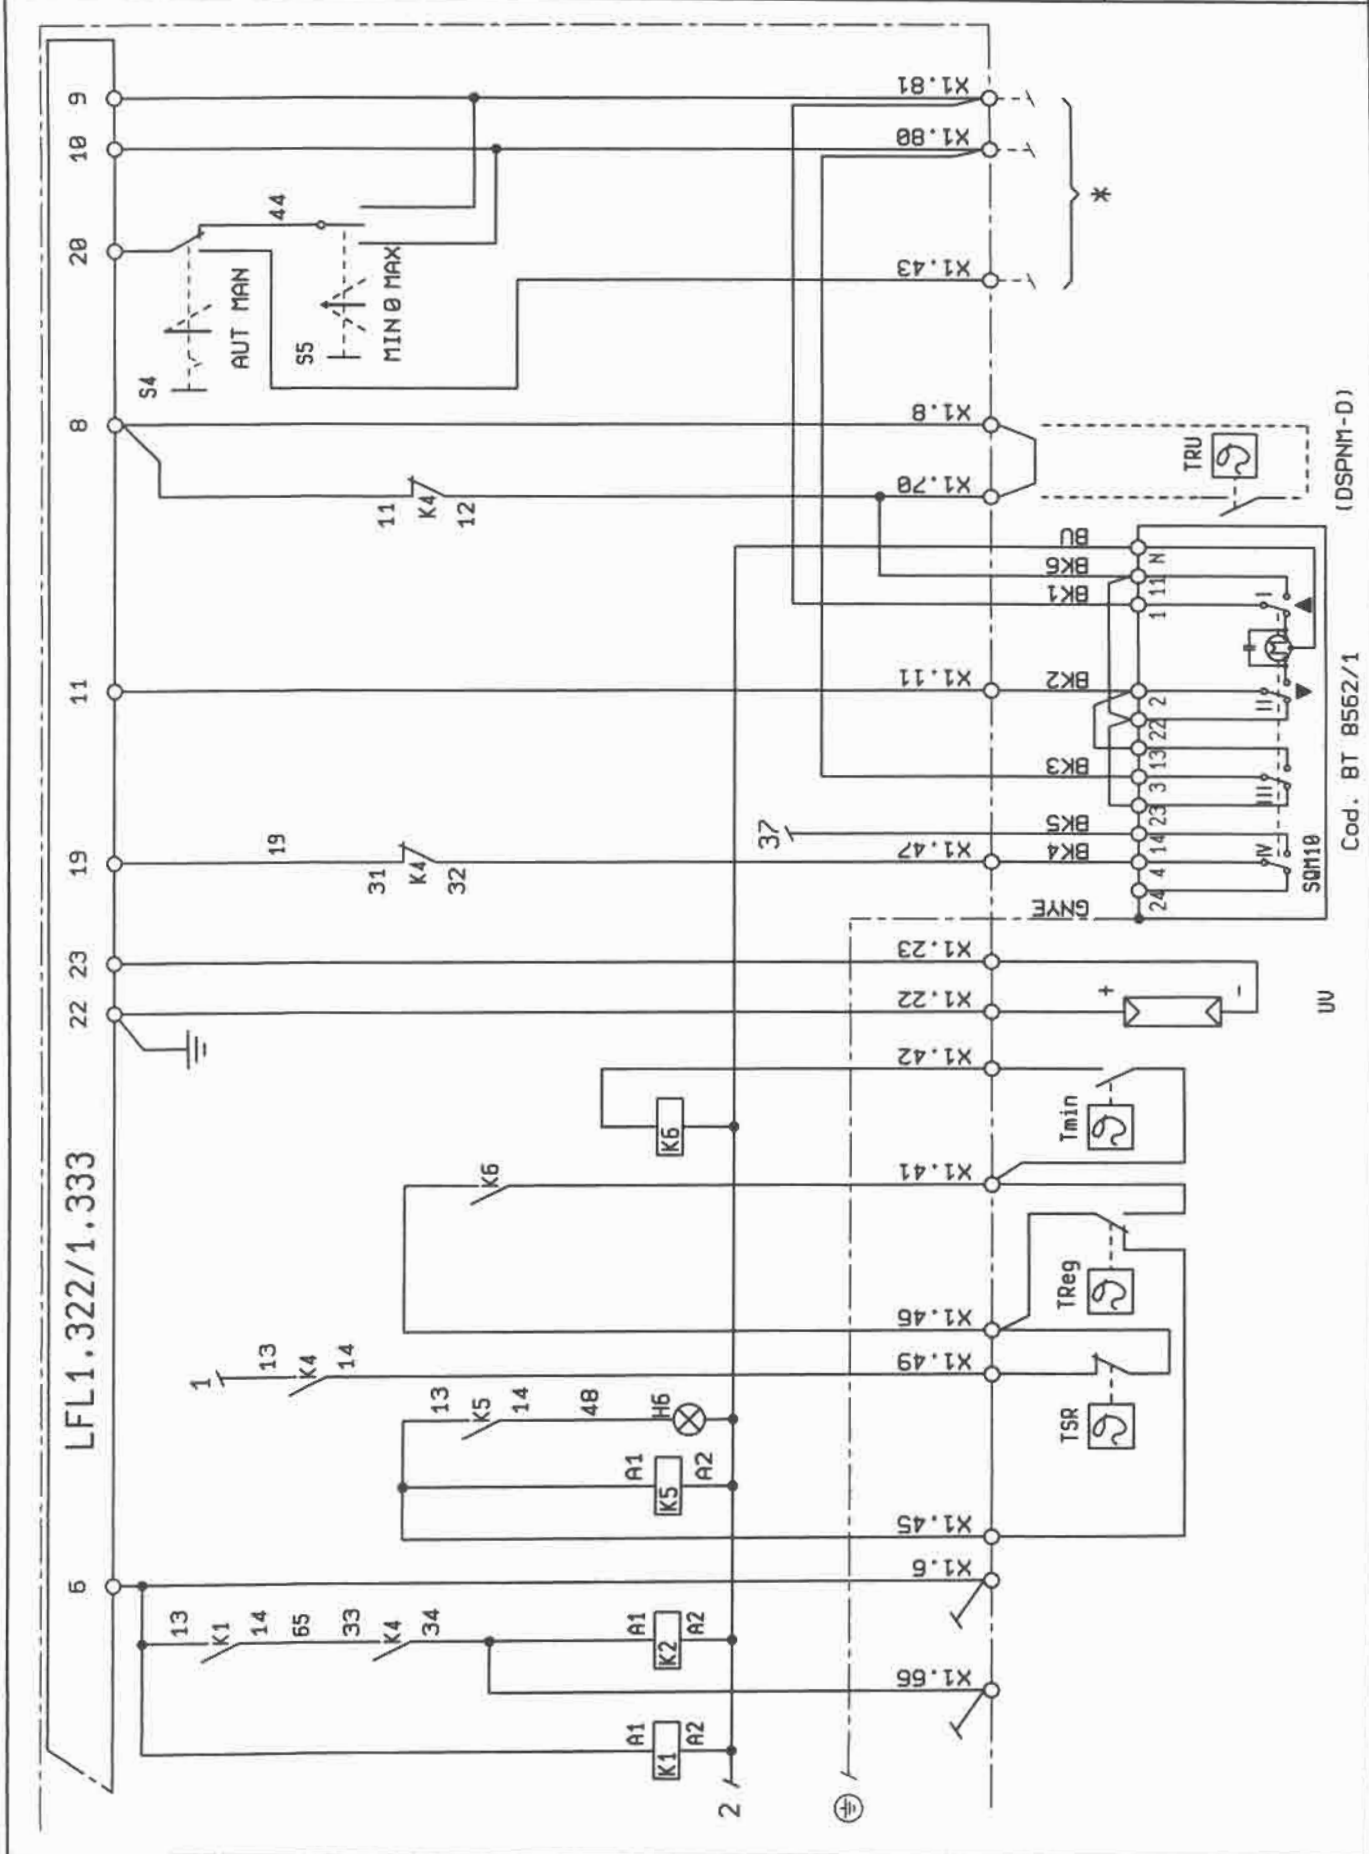 LFL1.322/1.333
6
22
23
19
11
8
20
10
9
13
K1
14
65
33
K4
34
A1
K1
A2
A1
K2
A2
2
13
K5
14
48
H6
A1
K5
A2
1
13
K4
14
K6
K6
19
31
K4
32
37
11
K4
12
S4
AUT MAN
44
S5
MIN 0 MAX
X1.66
X1.6
X1.45
X1.49
X1.46
X1.41
X1.42
X1.22
X1.23
GNYE
X1.47
BK4
BK5
BK3
X1.11
BK2
BK1
BK6
BU
X1.70
X1.8
X1.43
X1.80
X1.81
*
TSR
TReg
Tmin
+
-
UV
24
4
14
23
3
13
22
2
1
11
N
IV
III
II
I
M
SQM10
TRU
(DSPNM-D)
Cod. BT 8562/1